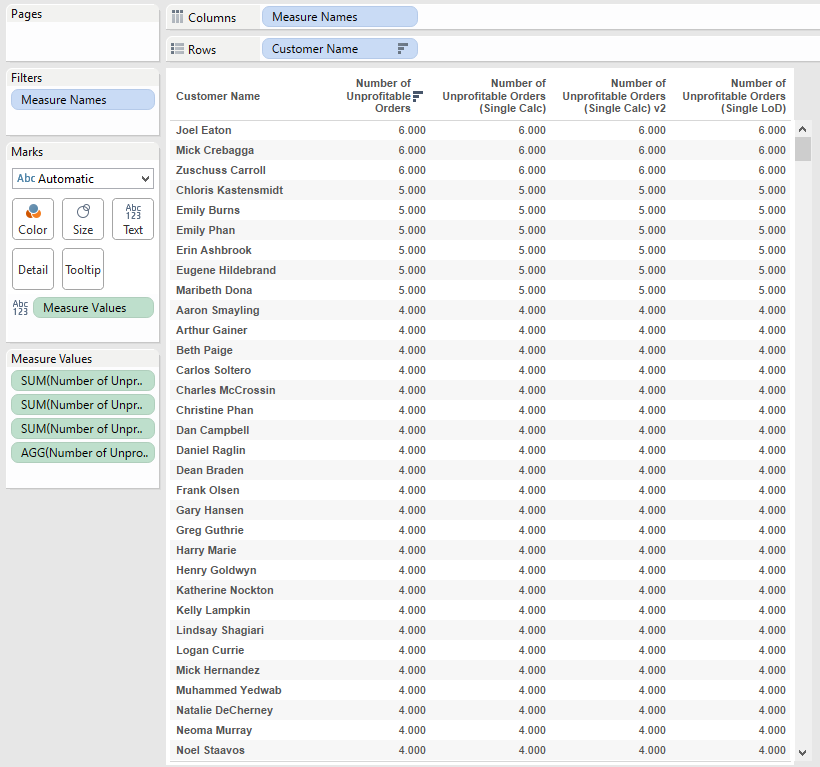 Pages
Columns Measure Names
Rows Customer Name
Filters
Measure Names
Marks
Abc Automatic
Color Size Abc 123 Text
Detail Tooltip
Abc 123 Measure Values
Measure Values
SUM(Number of Unpr..
SUM(Number of Unpr..
SUM(Number of Unpr..
AGG(Number of Unpro..
Customer Name Number of Unprofitable Orders Number of Unprofitable Orders (Single Calc) Number of Unprofitable Orders (Single Calc) v2 Number of Unprofitable Orders (Single LoD)
Joel Eaton 6.000 6.000 6.000 6.000
Mick Crebagga 6.000 6.000 6.000 6.000
Zuschuss Carroll 6.000 6.000 6.000 6.000
Chloris Kastensmidt 5.000 5.000 5.000 5.000
Emily Burns 5.000 5.000 5.000 5.000
Emily Phan 5.000 5.000 5.000 5.000
Erin Ashbrook 5.000 5.000 5.000 5.000
Eugene Hildebrand 5.000 5.000 5.000 5.000
Maribeth Dona 5.000 5.000 5.000 5.000
Aaron Smayling 4.000 4.000 4.000 4.000
Arthur Gainer 4.000 4.000 4.000 4.000
Beth Paige 4.000 4.000 4.000 4.000
Carlos Soltero 4.000 4.000 4.000 4.000
Charles McCrossin 4.000 4.000 4.000 4.000
Christine Phan 4.000 4.000 4.000 4.000
Dan Campbell 4.000 4.000 4.000 4.000
Daniel Raglin 4.000 4.000 4.000 4.000
Dean Braden 4.000 4.000 4.000 4.000
Frank Olsen 4.000 4.000 4.000 4.000
Gary Hansen 4.000 4.000 4.000 4.000
Greg Guthrie 4.000 4.000 4.000 4.000
Harry Marie 4.000 4.000 4.000 4.000
Henry Goldwyn 4.000 4.000 4.000 4.000
Katherine Nockton 4.000 4.000 4.000 4.000
Kelly Lampkin 4.000 4.000 4.000 4.000
Lindsay Shagiari 4.000 4.000 4.000 4.000
Logan Currie 4.000 4.000 4.000 4.000
Mick Hernandez 4.000 4.000 4.000 4.000
Muhammed Yedwab 4.000 4.000 4.000 4.000
Natalie DeCherney 4.000 4.000 4.000 4.000
Neoma Murray 4.000 4.000 4.000 4.000
Noel Staavos 4.000 4.000 4.000 4.000